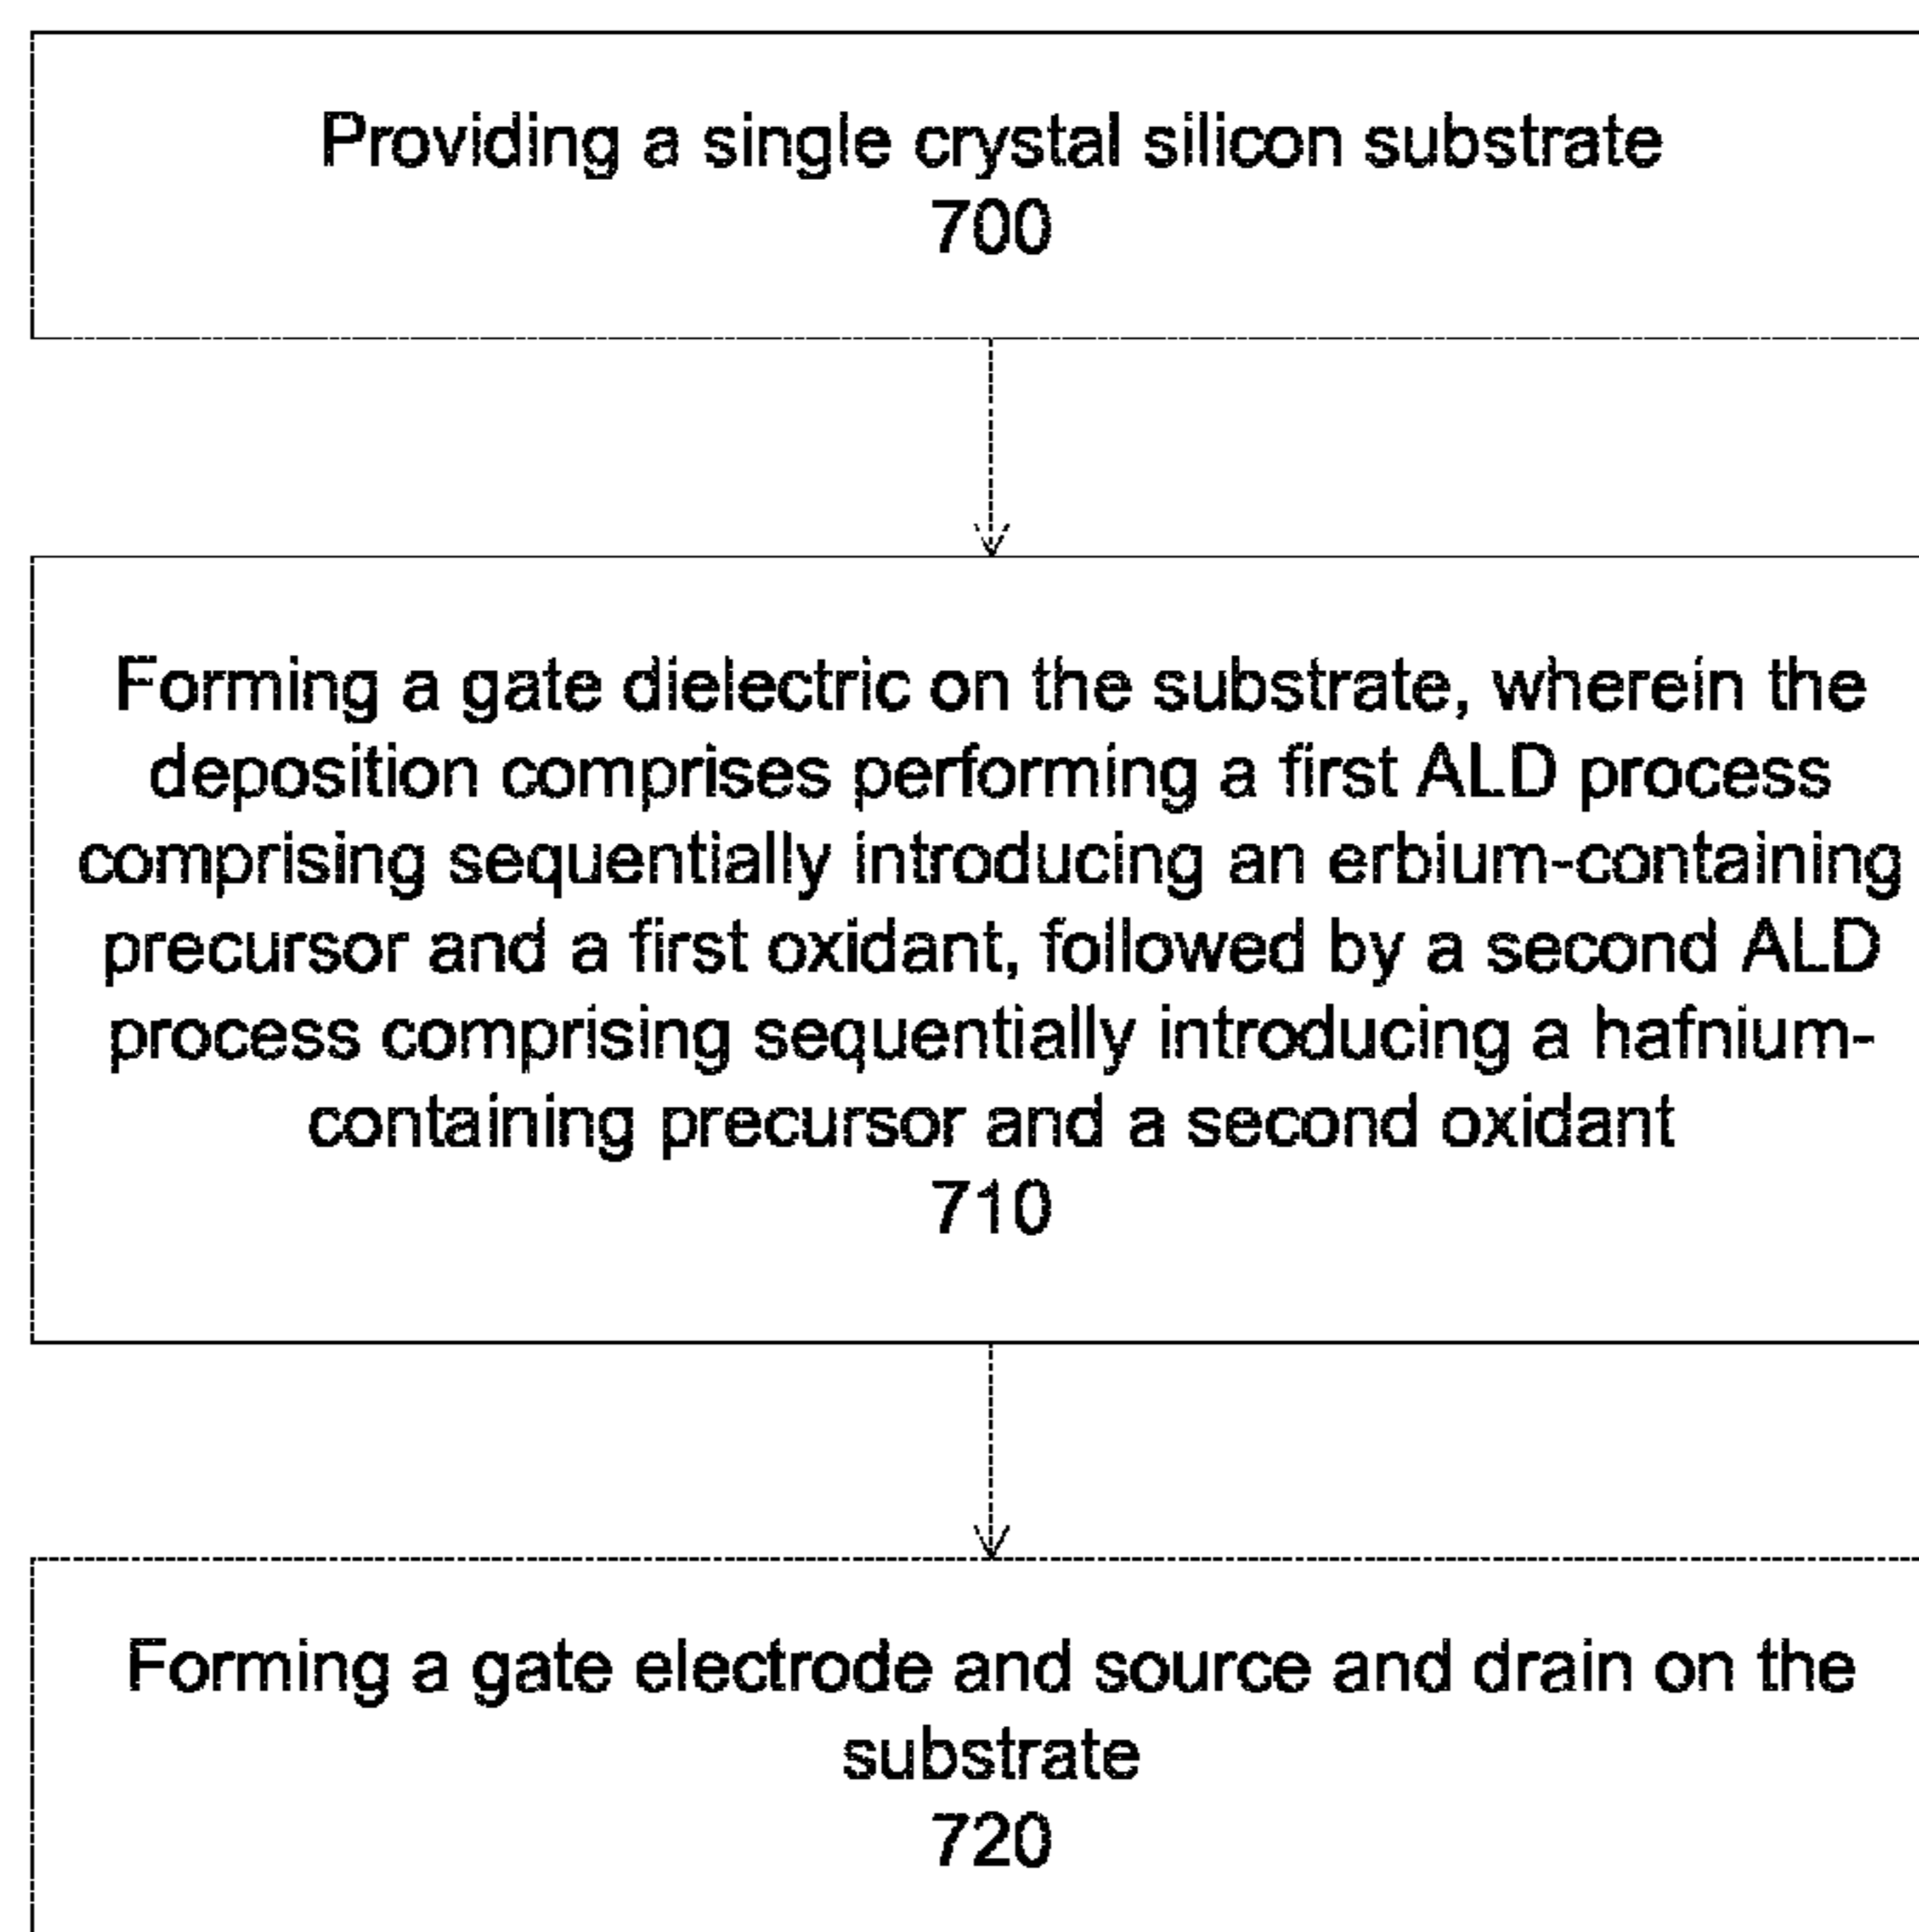 Providing a single crystal silicon substrate
700
Forming a gate dielectric on the substrate, wherein the
deposition comprises performing a first ALD process
comprising sequentially introducing an erbium-containing
precursor and a first oxidant, followed by a second ALD
process comprising sequentially introducing a hafnium-
containing precursor and a second oxidant
710
Forming a gate electrode and source and drain on the
substrate
720